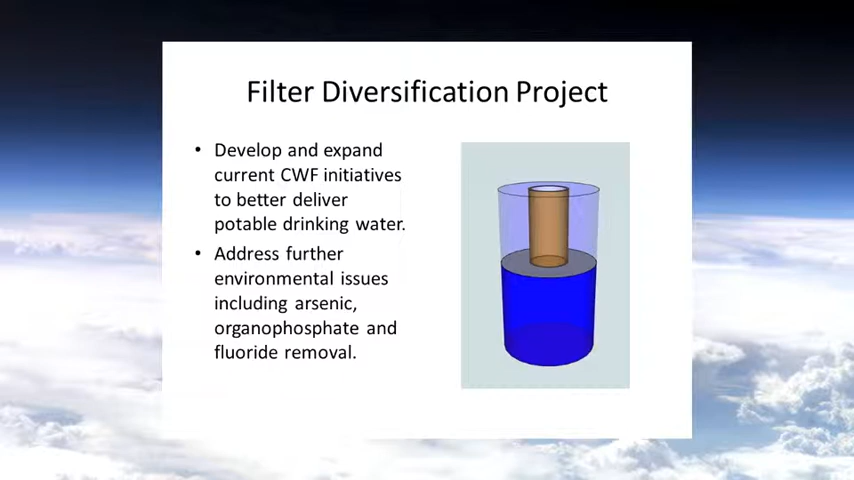 Filter Diversification Project
• Develop and expand
current CWF initiatives
to better deliver
potable drinking water.
• Address further
environmental issues
including arsenic,
organophosphate and
fluoride removal.